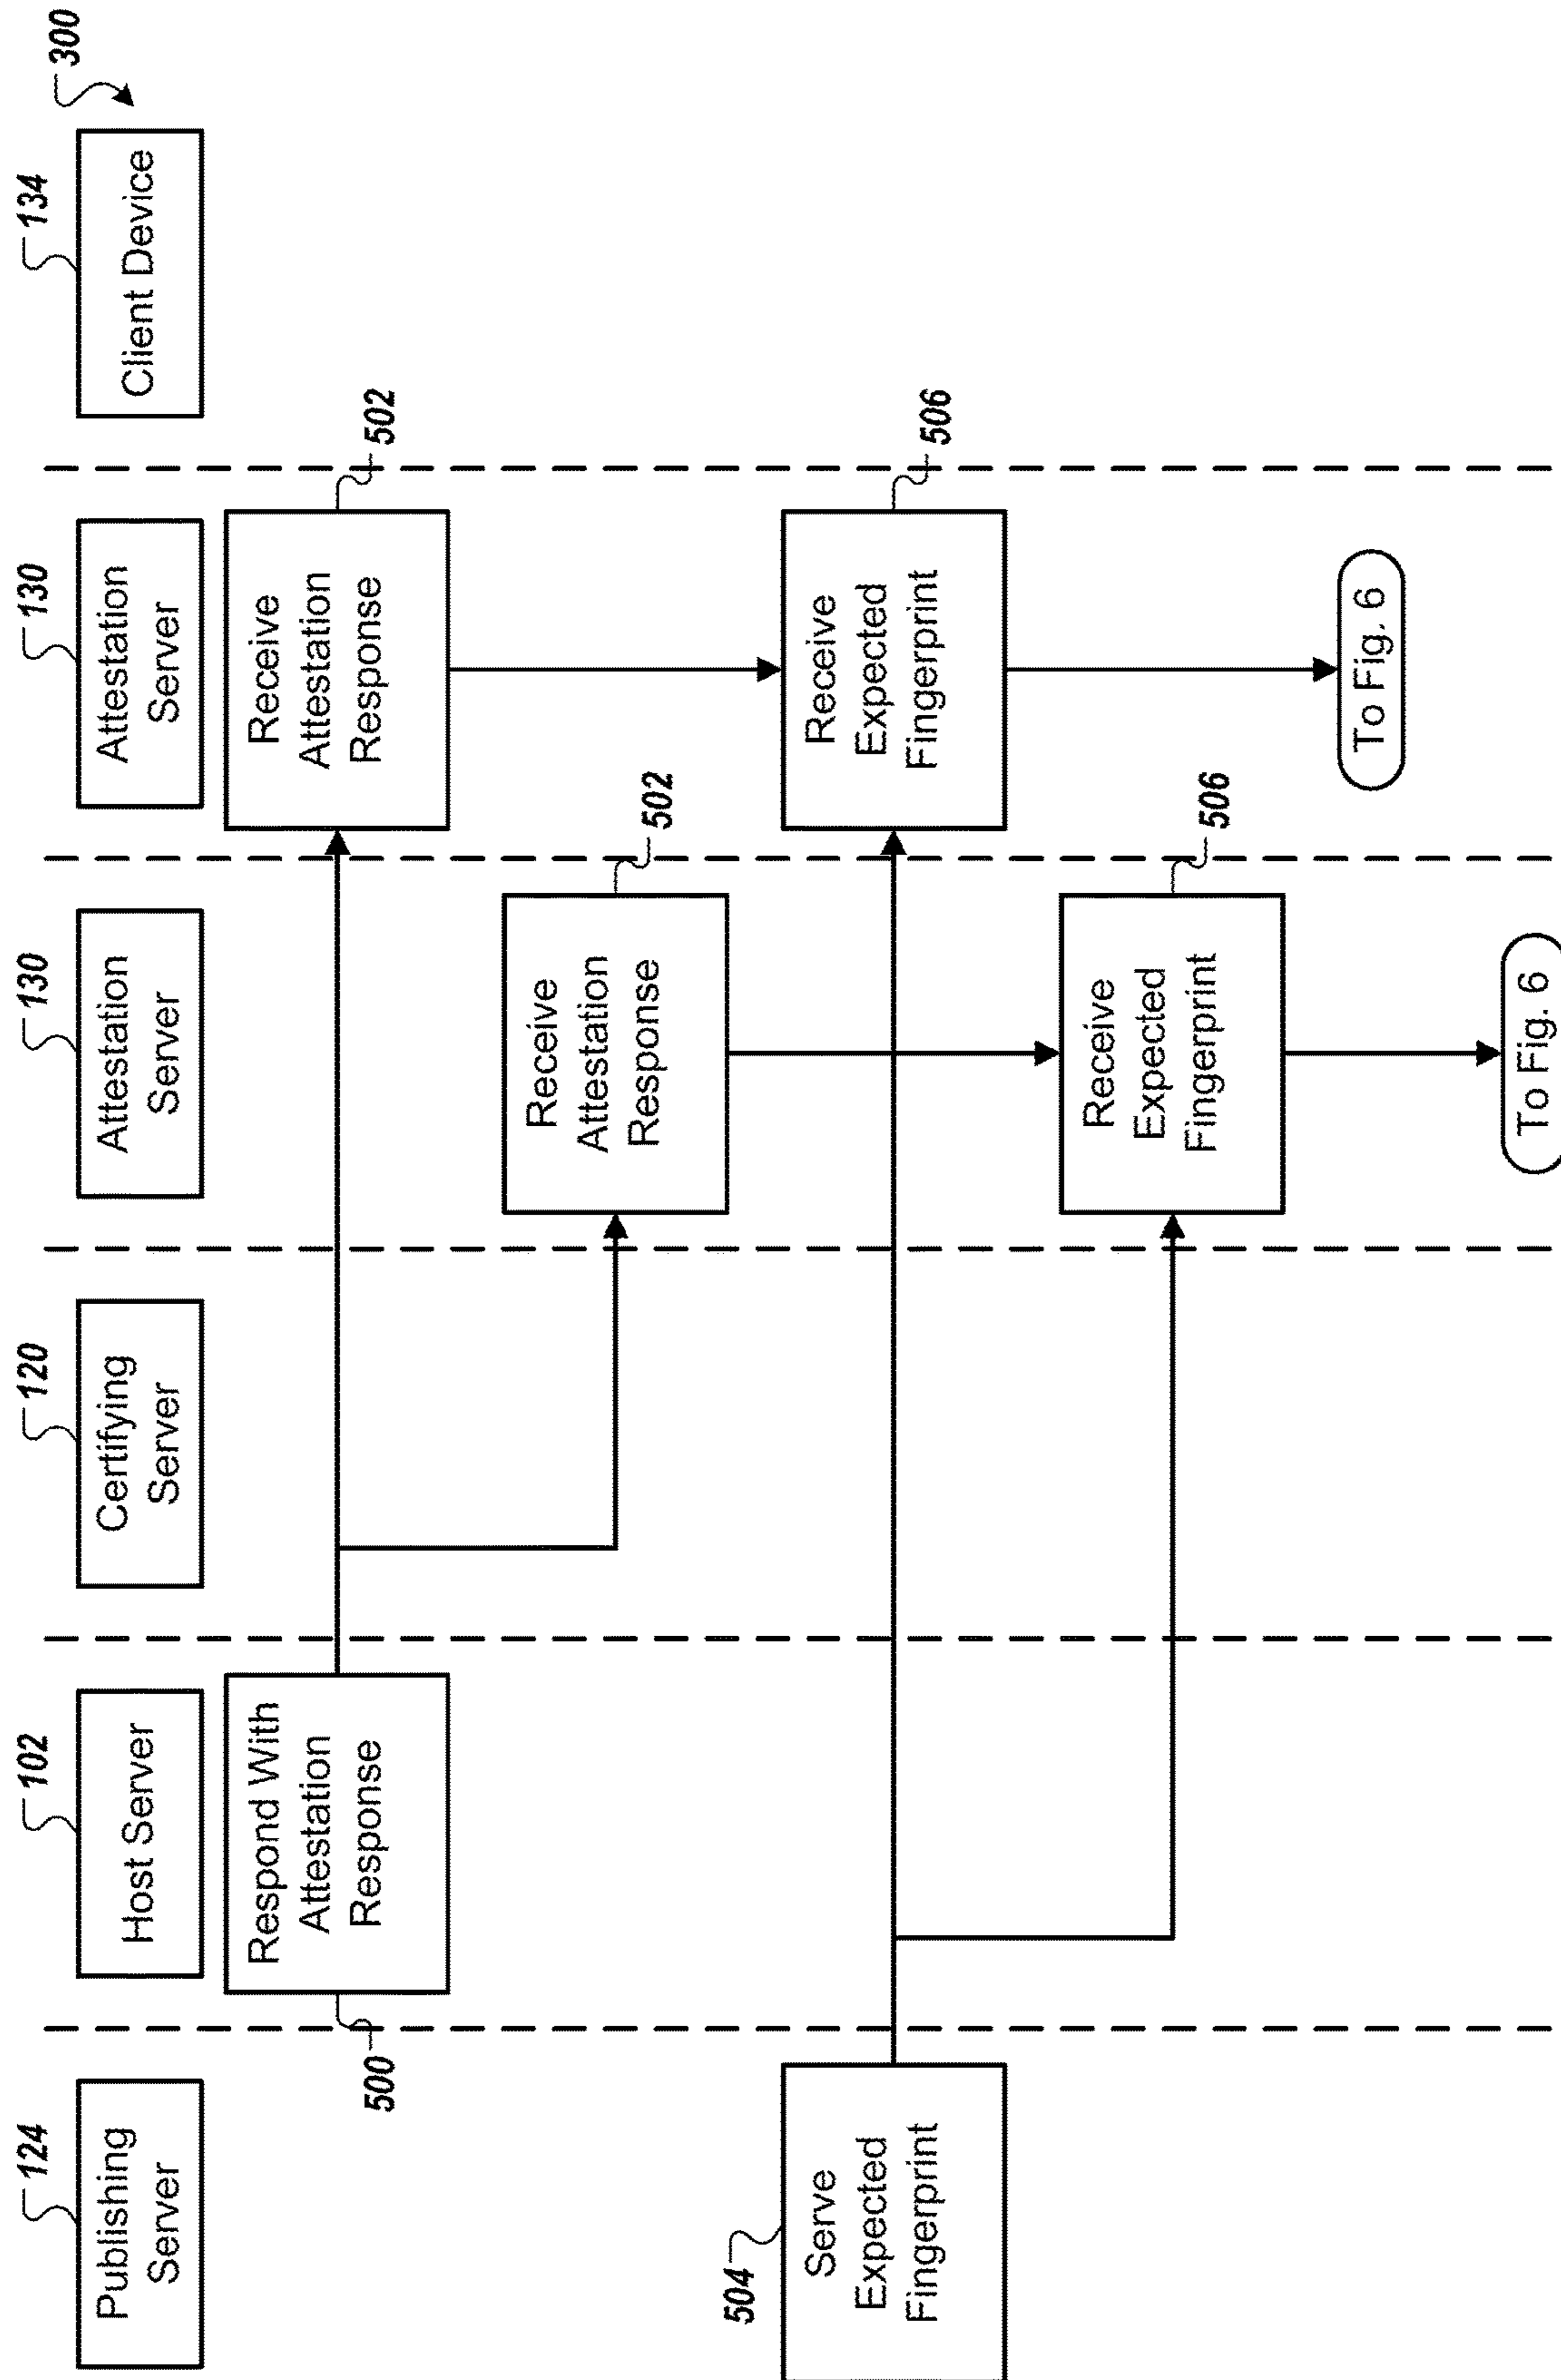 300
124
102
120
130
130
134
Publishing
Server
Host Server
Certifying
Server
Attestation
Server
Attestation
Server
Client Device
500
Respond With
Attestation
Response
502
Receive
Attestation
Response
502
Receive
Attestation
Response
504
Serve
Expected
Fingerprint
506
Receive
Expected
Fingerprint
506
Receive
Expected
Fingerprint
To Fig. 6
To Fig. 6